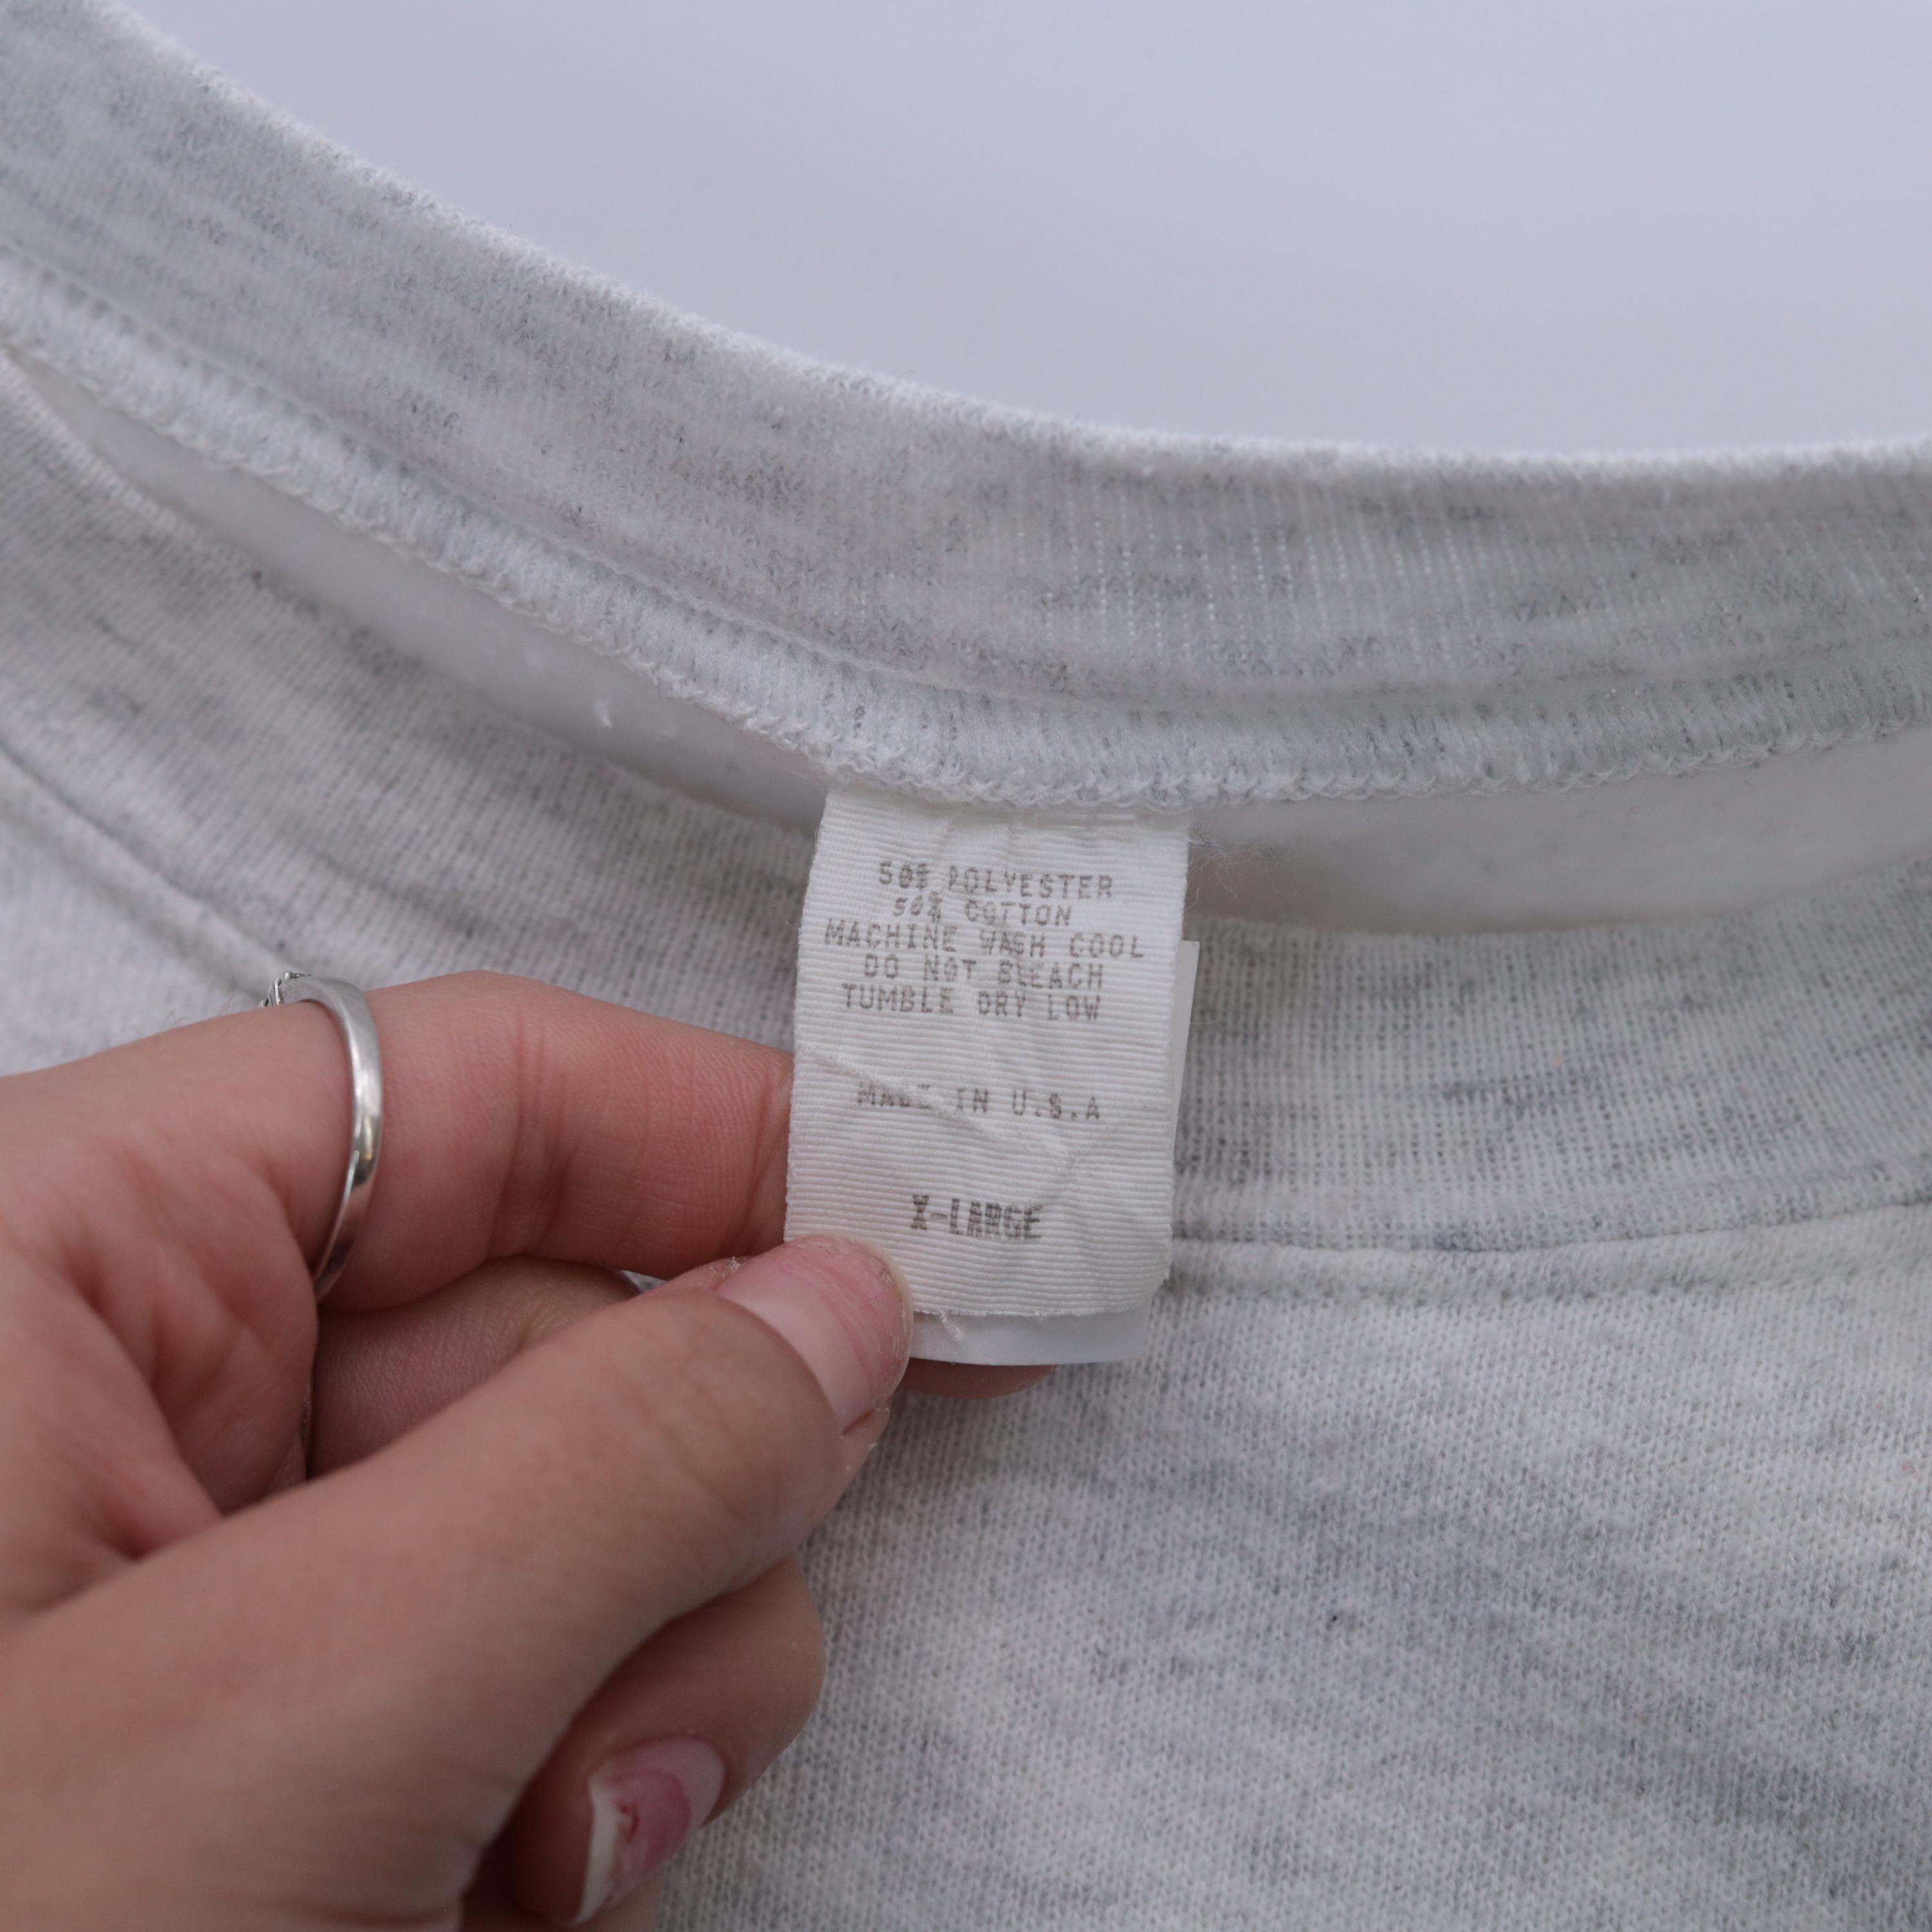 50% POLYESTER
50% COTTON
MACHINE WASH COOL
DO NOT BLEACH
TUMBLE DRY LOW
MADE IN U.S.A
X-LARGE